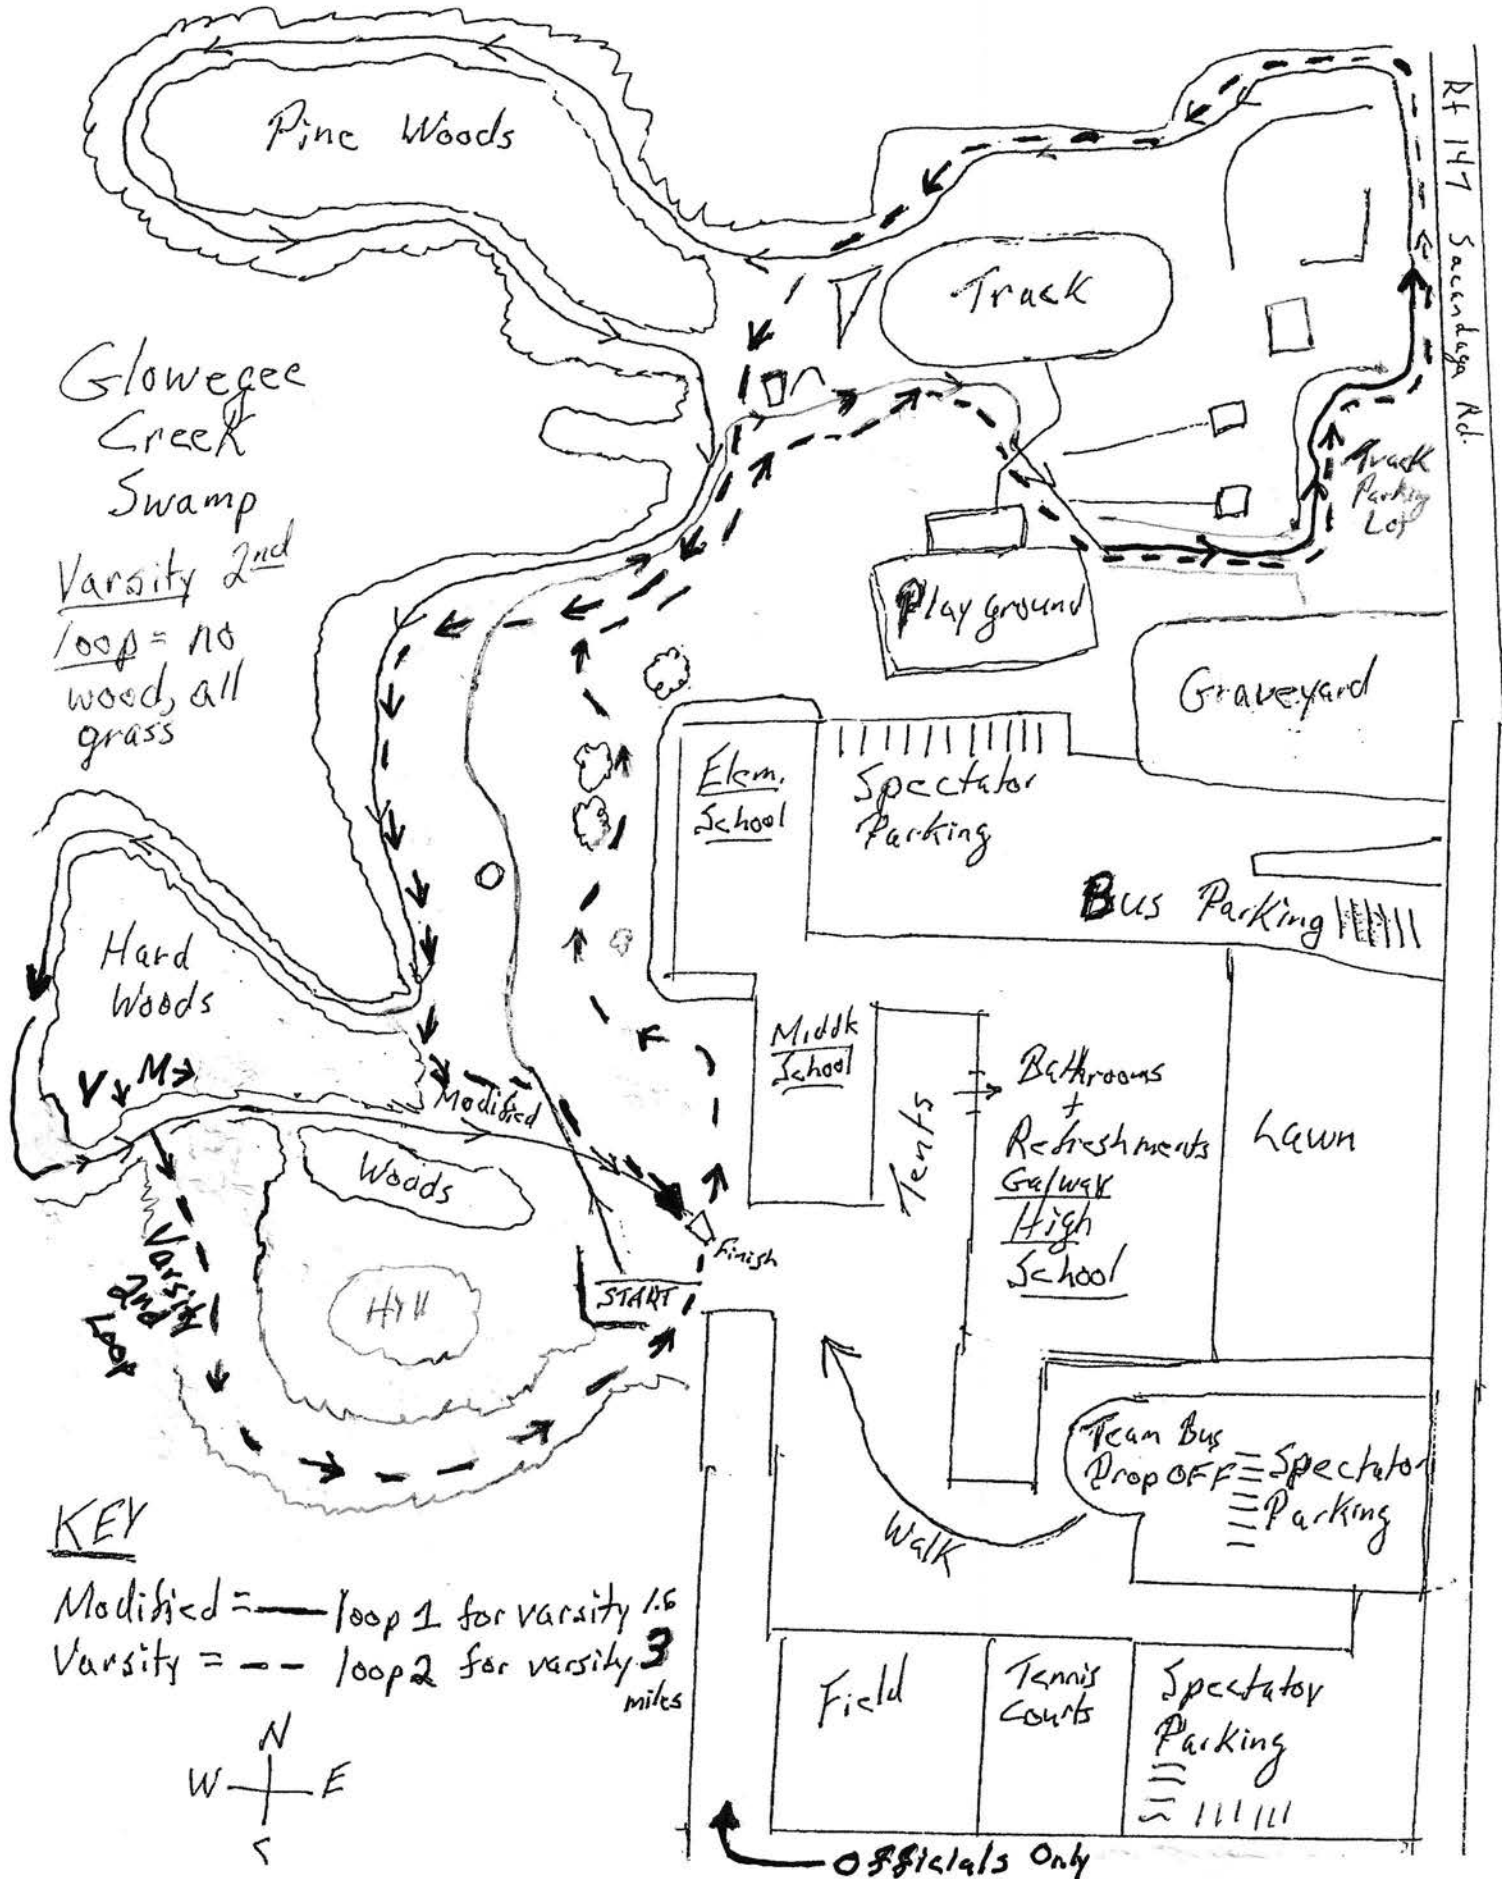 Pine Woods
Rt 147 Sacandaga Rd.
Track
Glowegee
Creek
Swamp
Varsity 2nd
loop = no
wood, all
grass
Track
Parking
Lot
Playground
Graveyard
Elem.
School
Spectator
Parking
Bus Parking
Hard
Woods
V M
Modified
Middle
School
Tents
Bathrooms
+
Refreshments
Galway
High
School
Lawn
Woods
Varsity
2nd
Loop
Hill
Finish
START
Team Bus
Drop OFF
Spectator
Parking
Walk
KEY
Modified = — loop 1 for varsity
Varsity = -- loop 2 for varsity 3
miles
Field
Tennis
Courts
Spectator
Parking
N
W E
S
Officials Only